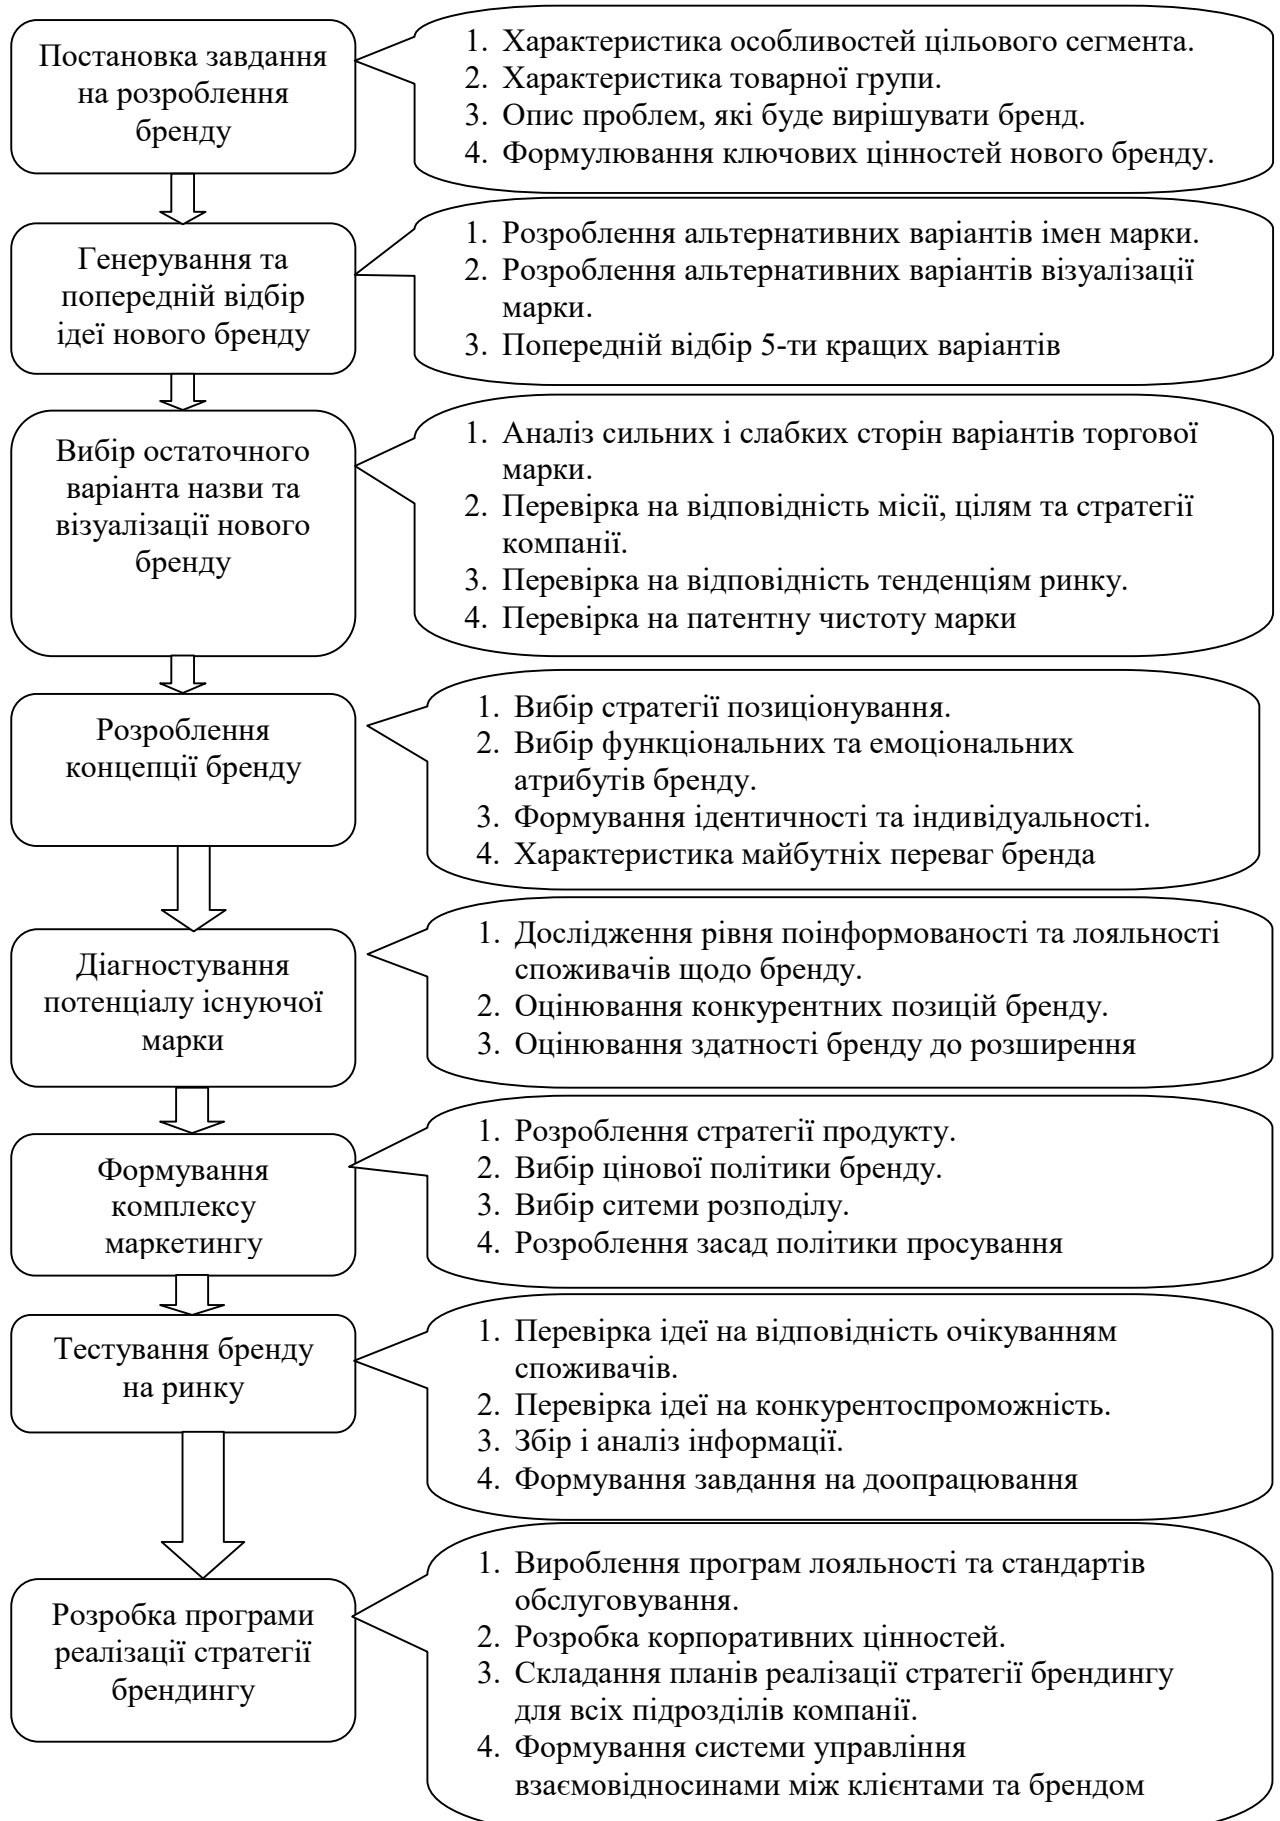 Постановка завдання
на розроблення
бренду
1. Характеристика особливостей цільового сегмента.
2. Характеристика товарної групи.
3. Опис проблем, які буде вирішувати бренд.
4. Формулювання ключових цінностей нового бренду.
Генерування та
попередній відбір
ідеї нового бренду
1. Розроблення альтернативних варіантів імен марки.
2. Розроблення альтернативних варіантів візуалізації
марки.
3. Попередній відбір 5-ти кращих варіантів
Вибір остаточного
варіанта назви та
візуалізації нового
бренду
1. Аналіз сильних і слабких сторін варіантів торгової
марки.
2. Перевірка на відповідність місії, цілям та стратегії
компанії.
3. Перевірка на відповідність тенденціям ринку.
4. Перевірка на патентну чистоту марки
Розроблення
концепції бренду
1. Вибір стратегії позиціонування.
2. Вибір функціональних та емоціональних
атрибутів бренду.
3. Формування ідентичності та індивідуальності.
4. Характеристика майбутніх переваг бренда
Діагностування
потенціалу існуючої
марки
1. Дослідження рівня поінформованості та лояльності
споживачів щодо бренду.
2. Оцінювання конкурентних позицій бренду.
3. Оцінювання здатності бренду до розширення
Формування
комплексу
маркетингу
1. Розроблення стратегії продукту.
2. Вибір цінової політики бренду.
3. Вибір ситеми розподілу.
4. Розроблення засад політики просування
Тестування бренду
на ринку
1. Перевірка ідеї на відповідність очікуванням
споживачів.
2. Перевірка ідеї на конкурентоспроможність.
3. Збір і аналіз інформації.
4. Формування завдання на доопрацювання
Розробка програми
реалізації стратегії
брендингу
1. Вироблення програм лояльності та стандартів
обслуговування.
2. Розробка корпоративних цінностей.
3. Складання планів реалізації стратегії брендингу
для всіх підрозділів компанії.
4. Формування системи управління
взаємовідносинами між клієнтами та брендом